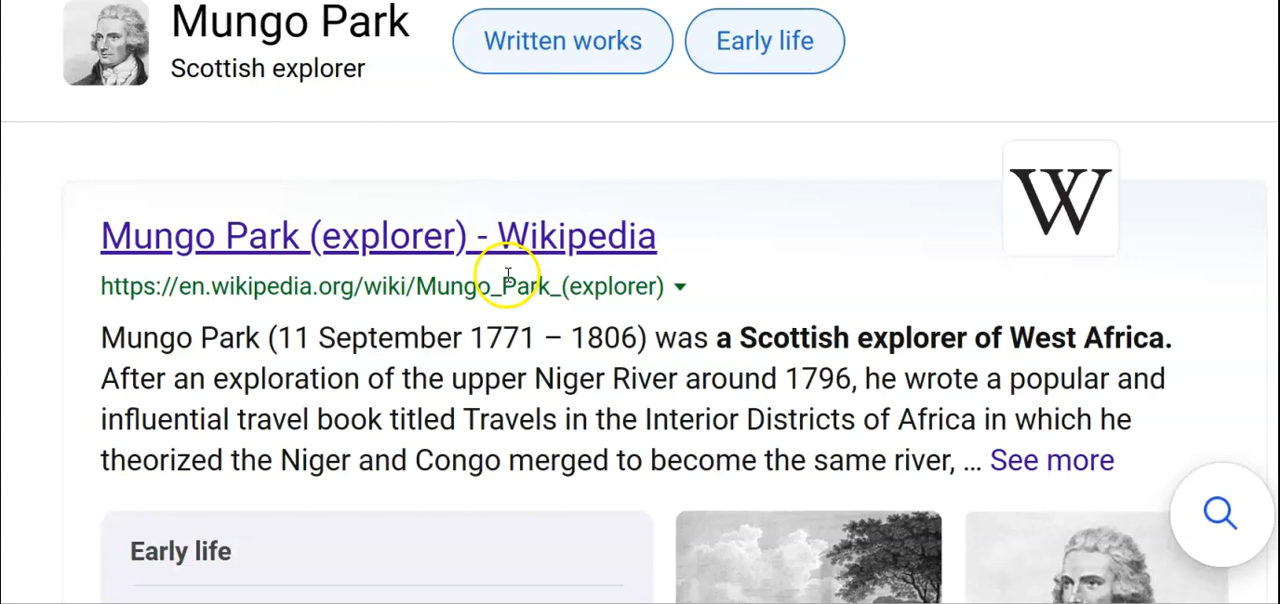 Mungo Park
Scottish explorer
Written works
Early life
W
Mungo Park (explorer) - Wikipedia
https://en.wikipedia.org/wiki/Mungo_Park_(explorer)
Mungo Park (11 September 1771 – 1806) was a Scottish explorer of West Africa.
After an exploration of the upper Niger River around 1796, he wrote a popular and
influential travel book titled Travels in the Interior Districts of Africa in which he
theorized the Niger and Congo merged to become the same river, ... See more
Early life